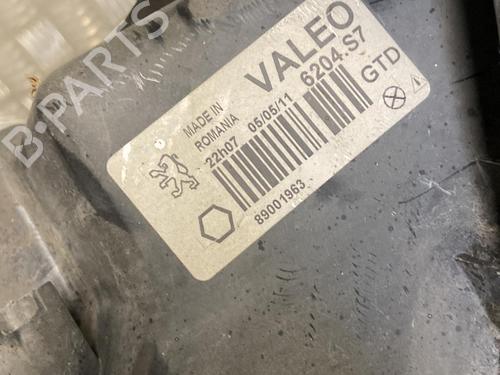 B-PARTS
VALEO
MADE IN
ROMANIA
6204.S7
22h07 05/05/11
GTD
89001963